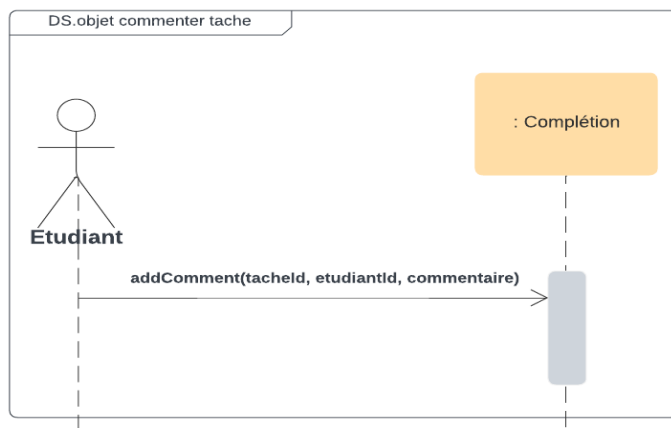 DS.objet commenter tache
: Complétion
Etudiant
addComment(tacheId, etudiantId, commentaire)